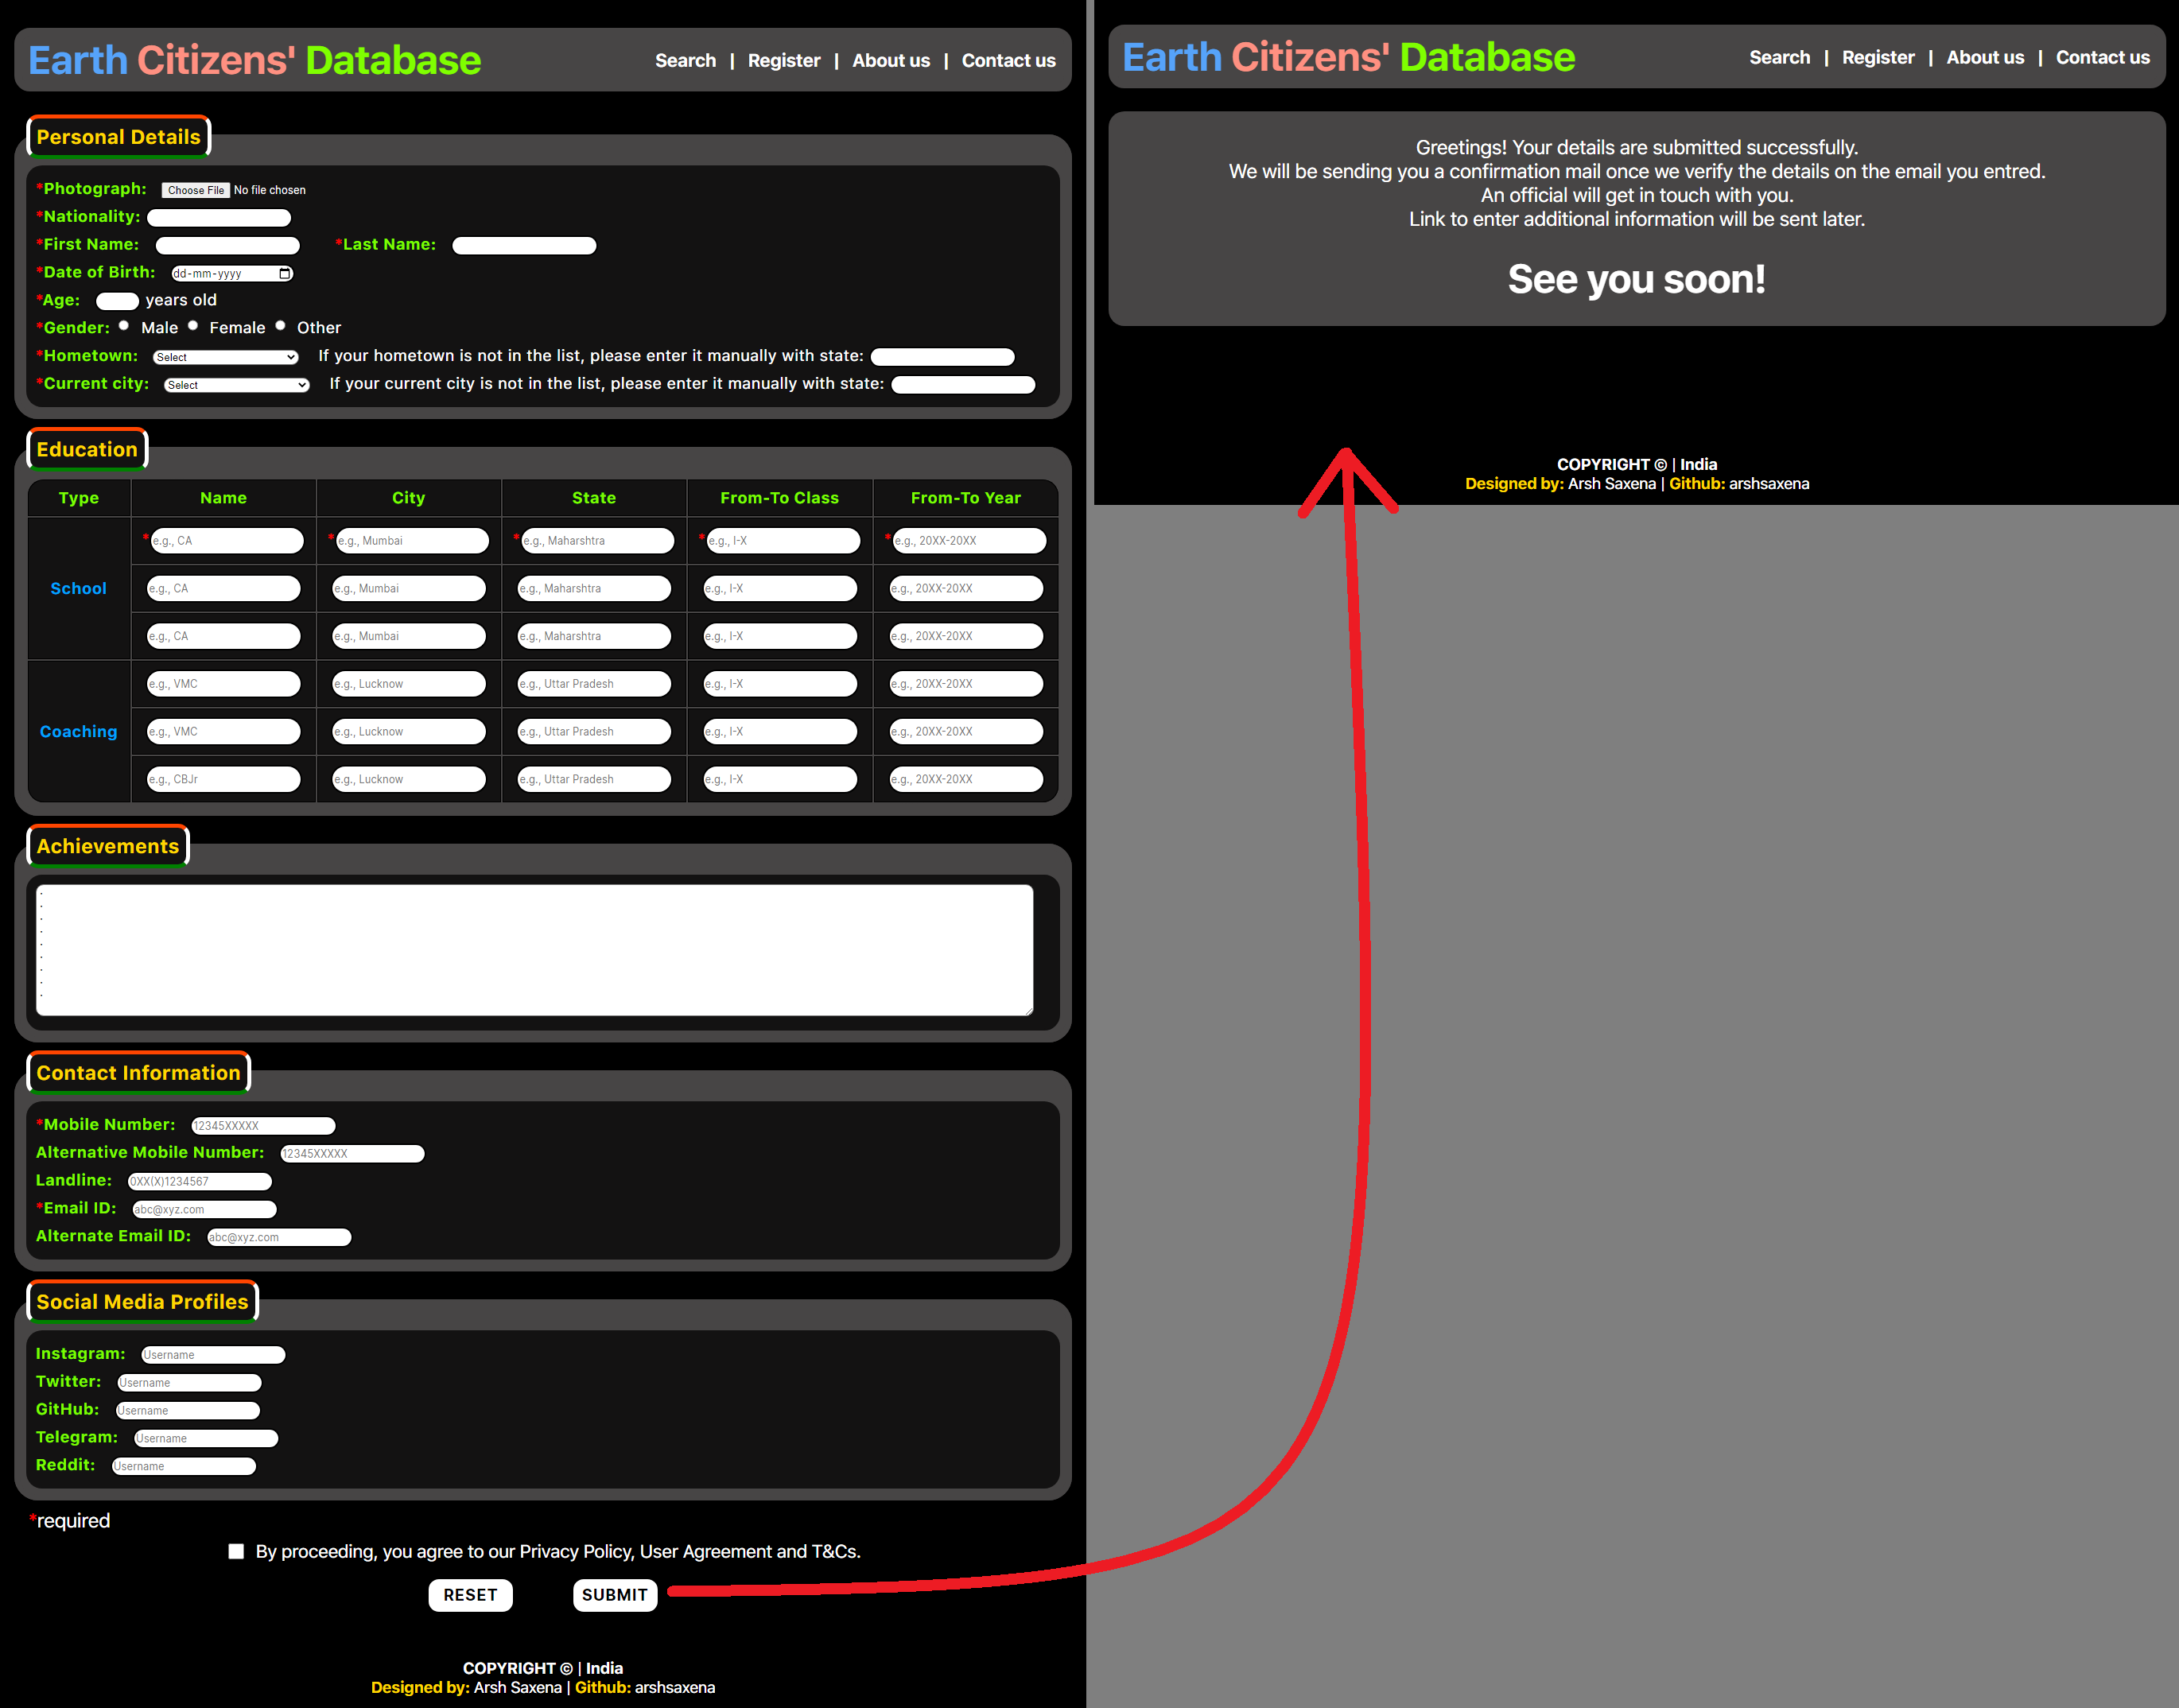 Earth Citizens' Database
Search | Register | About us | Contact us
Personal Details
*Photograph: Choose File No file chosen
*Nationality:
*First Name: *Last Name:
*Date of Birth: dd-mm-yyyy
*Age: years old
*Gender: Male Female Other
*Hometown: Select If your hometown is not in the list, please enter it manually with state:
*Current city: Select If your current city is not in the list, please enter it manually with state:
Education
Type Name City State From-To Class From-To Year
School
* e.g., CA * e.g., Mumbai * e.g., Maharshtra * e.g., I-X * e.g., 20XX-20XX
e.g., CA e.g., Mumbai e.g., Maharshtra e.g., I-X e.g., 20XX-20XX
e.g., CA e.g., Mumbai e.g., Maharshtra e.g., I-X e.g., 20XX-20XX
Coaching
e.g., VMC e.g., Lucknow e.g., Uttar Pradesh e.g., I-X e.g., 20XX-20XX
e.g., VMC e.g., Lucknow e.g., Uttar Pradesh e.g., I-X e.g., 20XX-20XX
e.g., CBJr e.g., Lucknow e.g., Uttar Pradesh e.g., I-X e.g., 20XX-20XX
Achievements
Contact Information
*Mobile Number: 12345XXXXX
Alternative Mobile Number: 12345XXXXX
Landline: 0XX(X)1234567
*Email ID: abc@xyz.com
Alternate Email ID: abc@xyz.com
Social Media Profiles
Instagram: Username
Twitter: Username
GitHub: Username
Telegram: Username
Reddit: Username
*required
By proceeding, you agree to our Privacy Policy, User Agreement and T&Cs.
RESET SUBMIT
COPYRIGHT © | India
Designed by: Arsh Saxena | Github: arshsaxena
Earth Citizens' Database
Search | Register | About us | Contact us
Greetings! Your details are submitted successfully.
We will be sending you a confirmation mail once we verify the details on the email you entred.
An official will get in touch with you.
Link to enter additional information will be sent later.
See you soon!
COPYRIGHT © | India
Designed by: Arsh Saxena | Github: arshsaxena